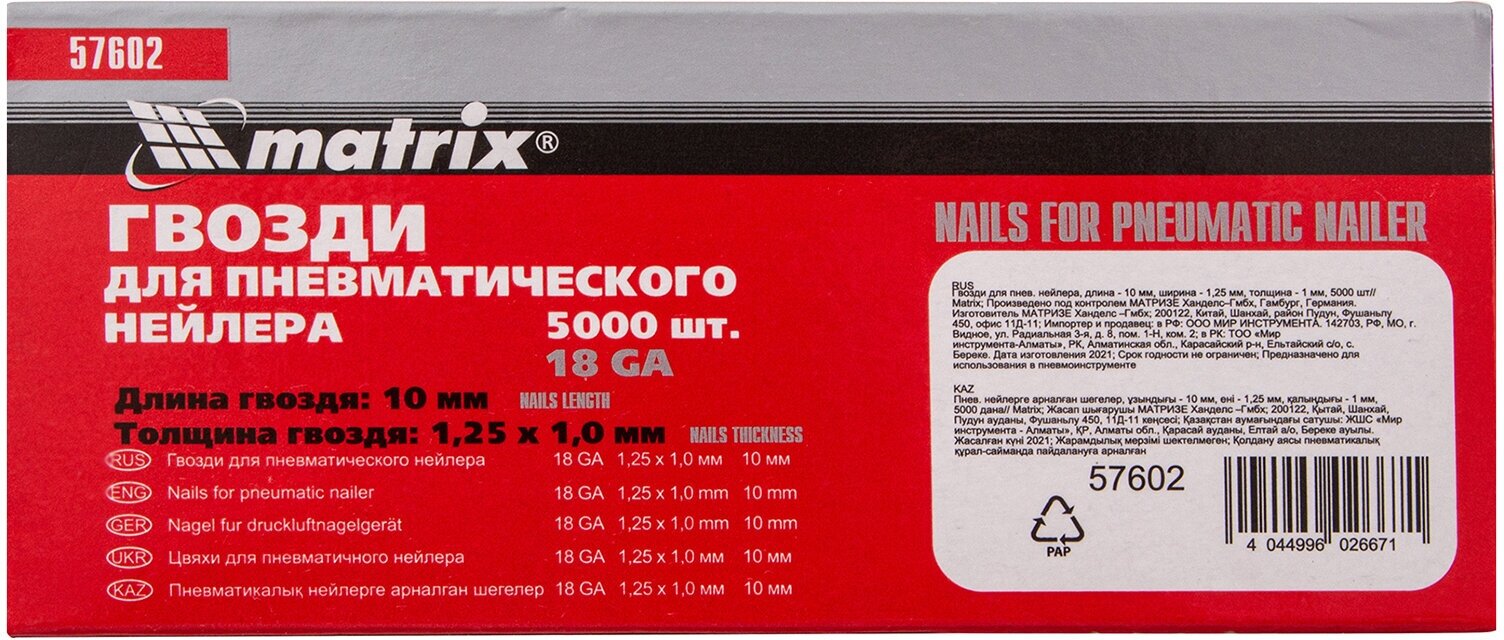 57602
matrix®
ГВОЗДИ
ДЛЯ ПНЕВМАТИЧЕСКОГО
НЕЙЛЕРА 5000 шт.
18 GA
Длина гвоздя: 10 мм NAILS LENGTH
Толщина гвоздя: 1,25 x 1,0 мм NAILS THICKNESS
RUS Гвозди для пневматического нейлера 18 GA 1,25 x 1,0 мм 10 мм
ENG Nails for pneumatic nailer 18 GA 1,25 x 1,0 mm 10 mm
GER Nagel fur druckluftnagelgerät 18 GA 1,25 x 1,0 mm 10 mm
UKR Цвяхи для пневматичного нейлера 18 GA 1,25 x 1,0 мм 10 мм
KAZ Пневматикалық нейлерге арналған шегелер 18 GA 1,25 x 1,0 мм 10 мм
NAILS FOR PNEUMATIC NAILER
RUS
Гвозди для пнев. нейлера, длина - 10 мм, ширина - 1,25 мм, толщина - 1 мм, 5000 шт//
Matrix; Произведено под контролем МАТРИЗЕ Ханделс–Гмбх, Гамбург, Германия.
Изготовитель МАТРИЗЕ Ханделс –Гмбх; 200122, Китай, Шанхай, район Пудун, Фушаньлу
450, офис 11Д-11; Импортер и продавец: в РФ: ООО МИР ИНСТРУМЕНТА. 142703, РФ, МО, г.
Видное, ул. Радиальная 3-я, д. 8, пом. 1-Н, ком. 2; в РК: ТОО «Мир
инструмента-Алматы», РК, Алматинская обл., Карасайский р-н, Ельтайский с/о, с.
Береке. Дата изготовления 2021; Срок годности не ограничен; Предназначено для
использования в пневмоинструменте
KAZ
Пнев. нейлерге арналған шегелер, ұзындығы - 10 мм, ені - 1,25 мм, қалыңдығы - 1 мм,
5000 дана// Matrix; Жасап шығарушы МАТРИЗЕ Ханделс –Гмбх; 200122, Қытай, Шанхай,
Пудун ауданы, Фушаньлу 450, 11Д-11 кеңсесі; Қазақстан аумағындағы сатушы: ЖШС «Мир
инструмента - Алматы», ҚР, Алматы обл., Қарасай ауданы, Елтай а/о, Береке ауылы.
Жасалған күні 2021; Жарамдылық мерзімі шектелмеген; Қолдану аясы пневматикалық
құрал-сайманда пайдалануға арналған
57602
PAP
4 044996 026671